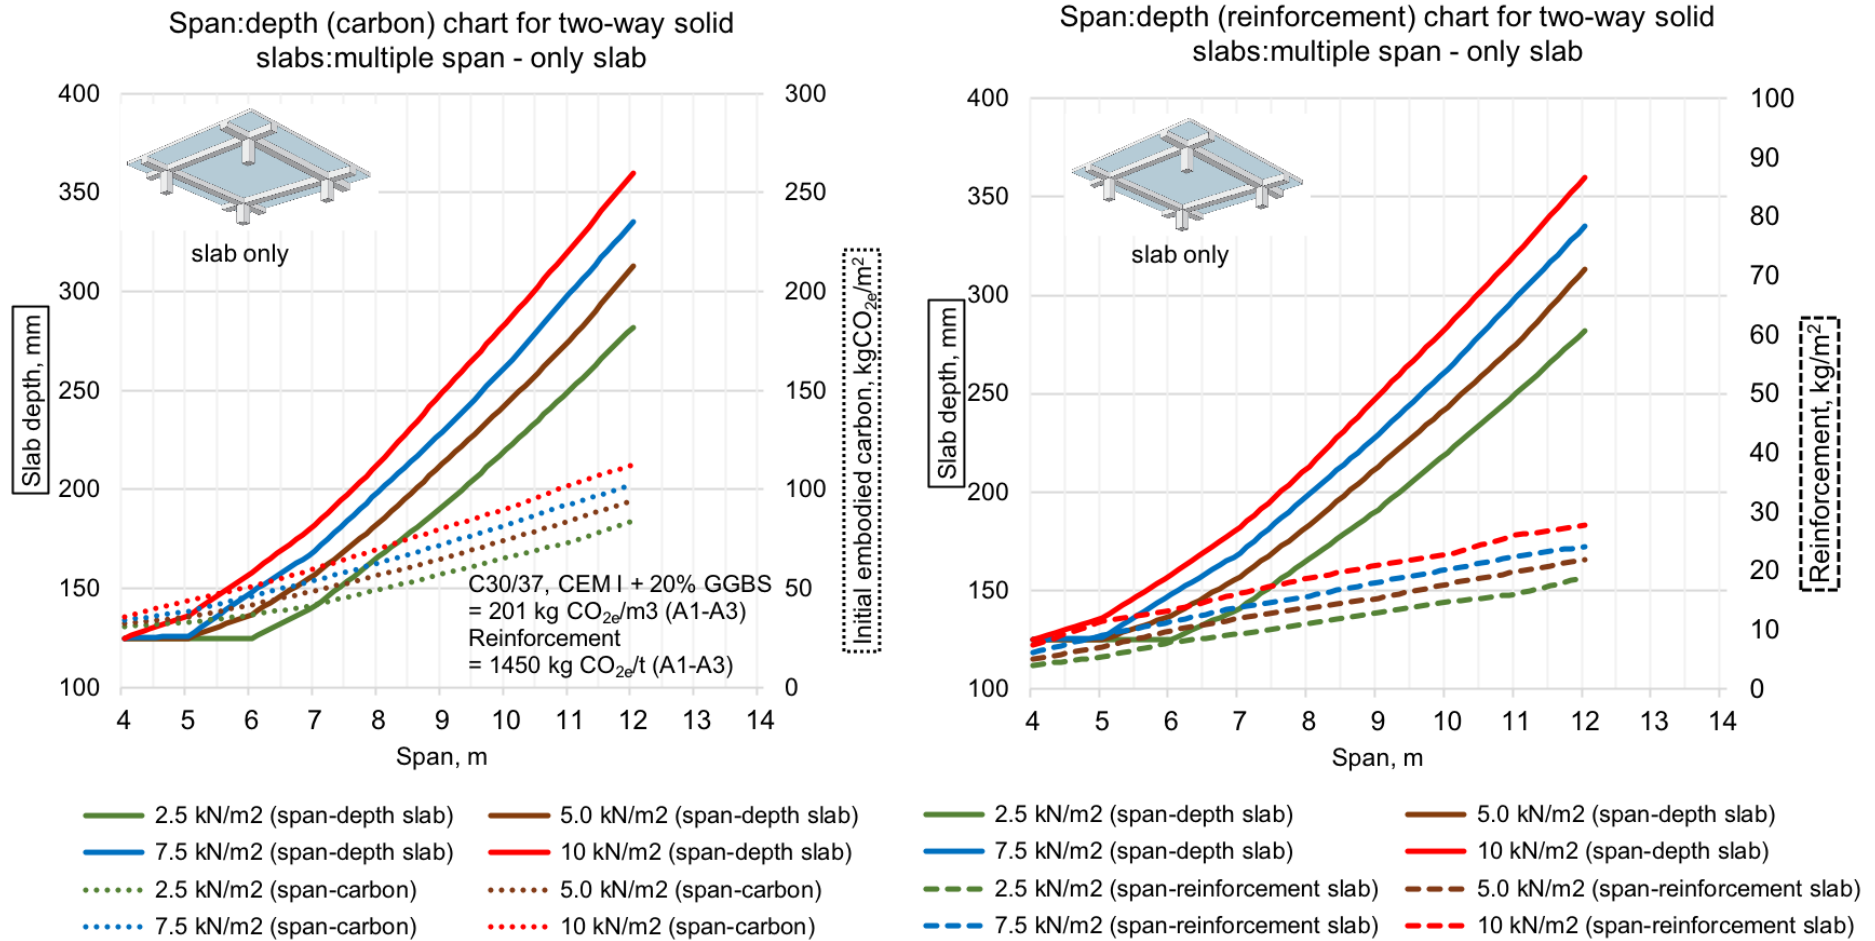 Span:depth (carbon) chart for two-way solid
slabs:multiple span - only slab
400
350
300
250
200
150
100
300
250
200
150
100
50
0
slab only
Slab depth, mm
Initial embodied carbon, kgCO2e/m²
C30/37, CEM I + 20% GGBS
= 201 kg CO2e/m3 (A1-A3)
Reinforcement
= 1450 kg CO2e/t (A1-A3)
4 5 6 7 8 9 10 11 12 13 14
Span, m
2.5 kN/m2 (span-depth slab)
5.0 kN/m2 (span-depth slab)
7.5 kN/m2 (span-depth slab)
10 kN/m2 (span-depth slab)
2.5 kN/m2 (span-carbon)
5.0 kN/m2 (span-carbon)
7.5 kN/m2 (span-carbon)
10 kN/m2 (span-carbon)
Span:depth (reinforcement) chart for two-way solid
slabs:multiple span - only slab
400
350
300
250
200
150
100
100
90
80
70
60
50
40
30
20
10
0
slab only
Slab depth, mm
Reinforcement, kg/m²
4 5 6 7 8 9 10 11 12 13 14
Span, m
2.5 kN/m2 (span-depth slab)
5.0 kN/m2 (span-depth slab)
7.5 kN/m2 (span-depth slab)
10 kN/m2 (span-depth slab)
2.5 kN/m2 (span-reinforcement slab)
5.0 kN/m2 (span-reinforcement slab)
7.5 kN/m2 (span-reinforcement slab)
10 kN/m2 (span-reinforcement slab)